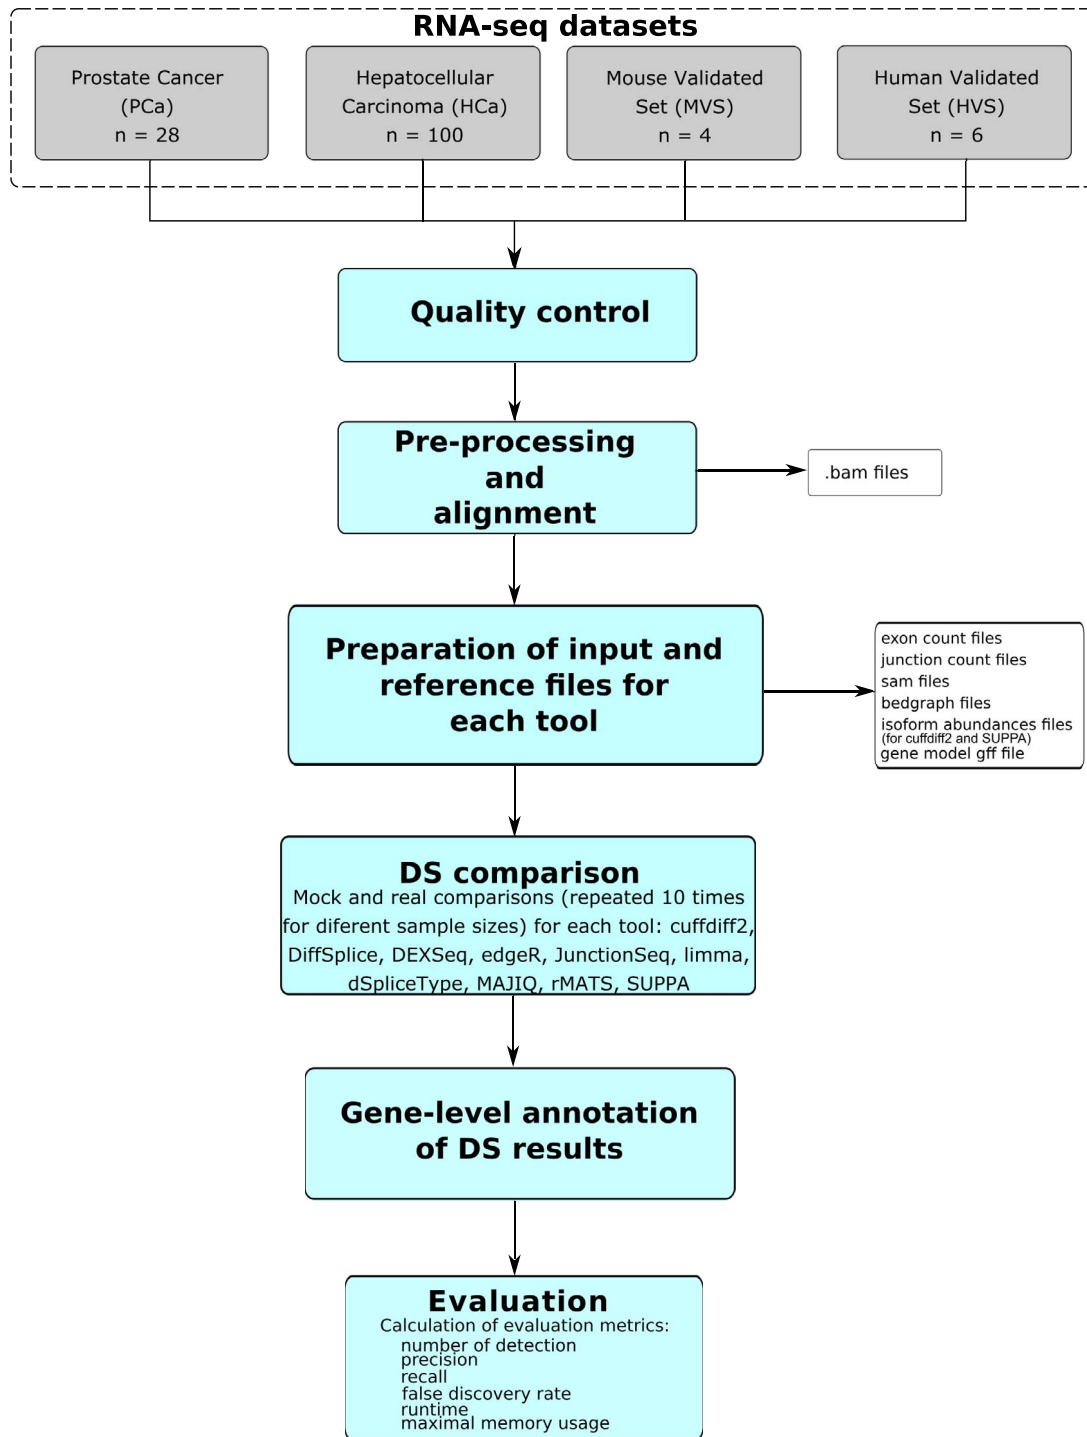 RNA-seq datasets
Prostate Cancer
(PCa)
n = 28
Hepatocellular
Carcinoma (HCa)
n = 100
Mouse Validated
Set (MVS)
n = 4
Human Validated
Set (HVS)
n = 6
Quality control
Pre-processing
and
alignment
.bam files
Preparation of input and
reference files for
each tool
exon count files
junction count files
sam files
bedgraph files
isoform abundances files
(for cuffdiff2 and SUPPA)
gene model gff file
DS comparison
Mock and real comparisons (repeated 10 times
for diferent sample sizes) for each tool: cuffdiff2,
DiffSplice, DEXSeq, edgeR, JunctionSeq, limma,
dSpliceType, MAJIQ, rMATS, SUPPA
Gene-level annotation
of DS results
Evaluation
Calculation of evaluation metrics:
number of detection
precision
recall
false discovery rate
runtime
maximal memory usage